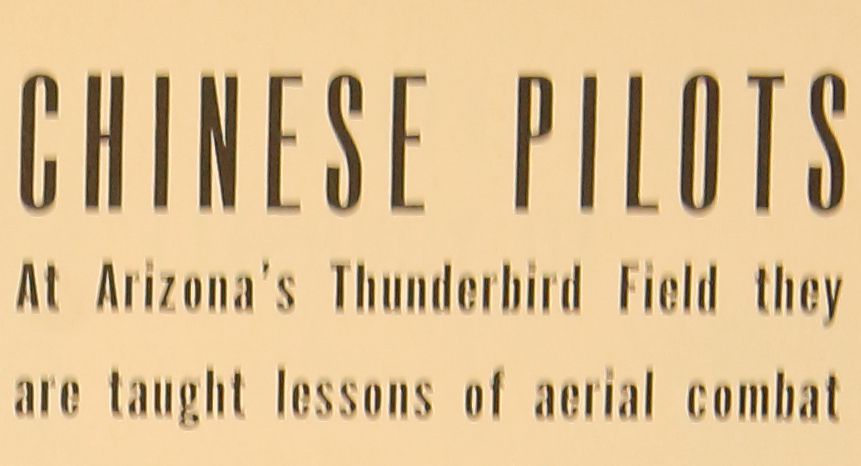 CHINESE PILOTS
At Arizona's Thunderbird Field they
are taught lessons of aerial combat